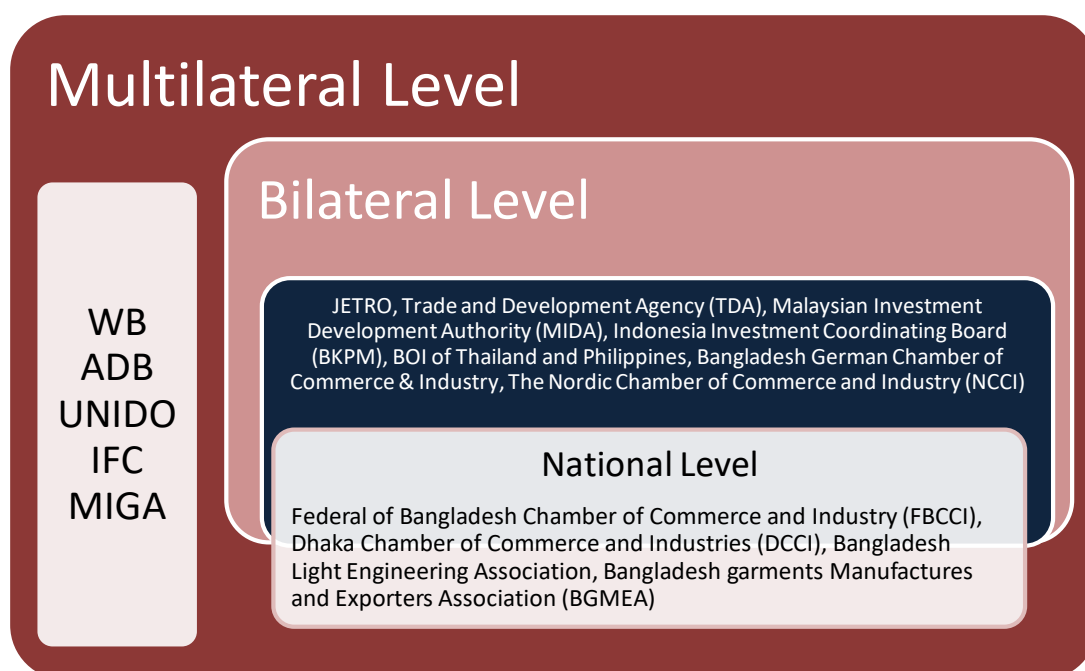 Multilateral Level
Bilateral Level
WB
ADB
UNIDO
IFC
MIGA
JETRO, Trade and Development Agency (TDA), Malaysian Investment
Development Authority (MIDA), Indonesia Investment Coordinating Board
(BKPM), BOI of Thailand and Philippines, Bangladesh German Chamber of
Commerce & Industry, The Nordic Chamber of Commerce and Industry (NCCI)
National Level
Federal of Bangladesh Chamber of Commerce and Industry (FBCCI),
Dhaka Chamber of Commerce and Industries (DCCI), Bangladesh
Light Engineering Association, Bangladesh garments Manufactures
and Exporters Association (BGMEA)